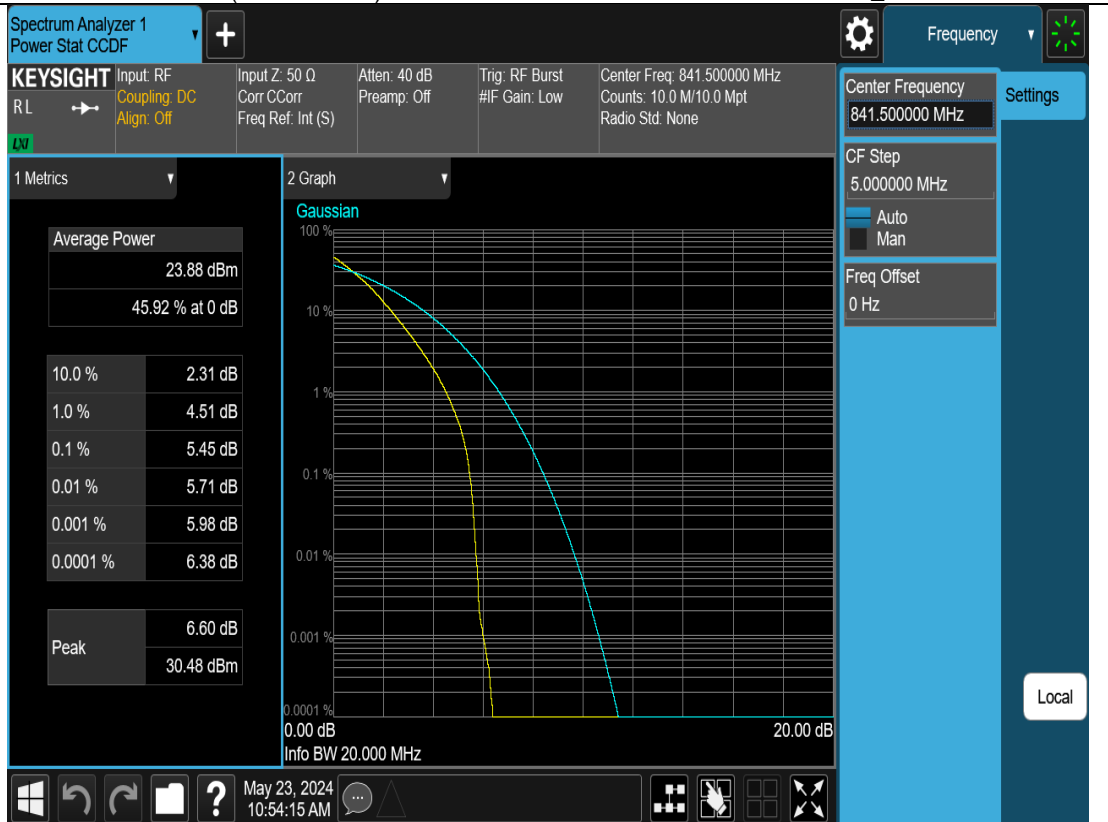 Spectrum Analyzer 1
Power Stat CCDF
Frequency
KEYSIGHT
RL
LXI
Input: RF
Coupling: DC
Align: Off
Input Z: 50 Ω
Corr CCorr
Freq Ref: Int (S)
Atten: 40 dB
Preamp: Off
Trig: RF Burst
#IF Gain: Low
Center Freq: 841.500000 MHz
Counts: 10.0 M/10.0 Mpt
Radio Std: None
Center Frequency
841.500000 MHz
Settings
CF Step
5.000000 MHz
Auto
Man
Freq Offset
0 Hz
1 Metrics
Average Power
23.88 dBm
45.92 % at 0 dB
10.0 % 2.31 dB
1.0 % 4.51 dB
0.1 % 5.45 dB
0.01 % 5.71 dB
0.001 % 5.98 dB
0.0001 % 6.38 dB
Peak
6.60 dB
30.48 dBm
2 Graph
Gaussian
100 %
10 %
1 %
0.1 %
0.01 %
0.001 %
0.0001 %
0.00 dB 20.00 dB
Info BW 20.000 MHz
Local
?
May 23, 2024
10:54:15 AM